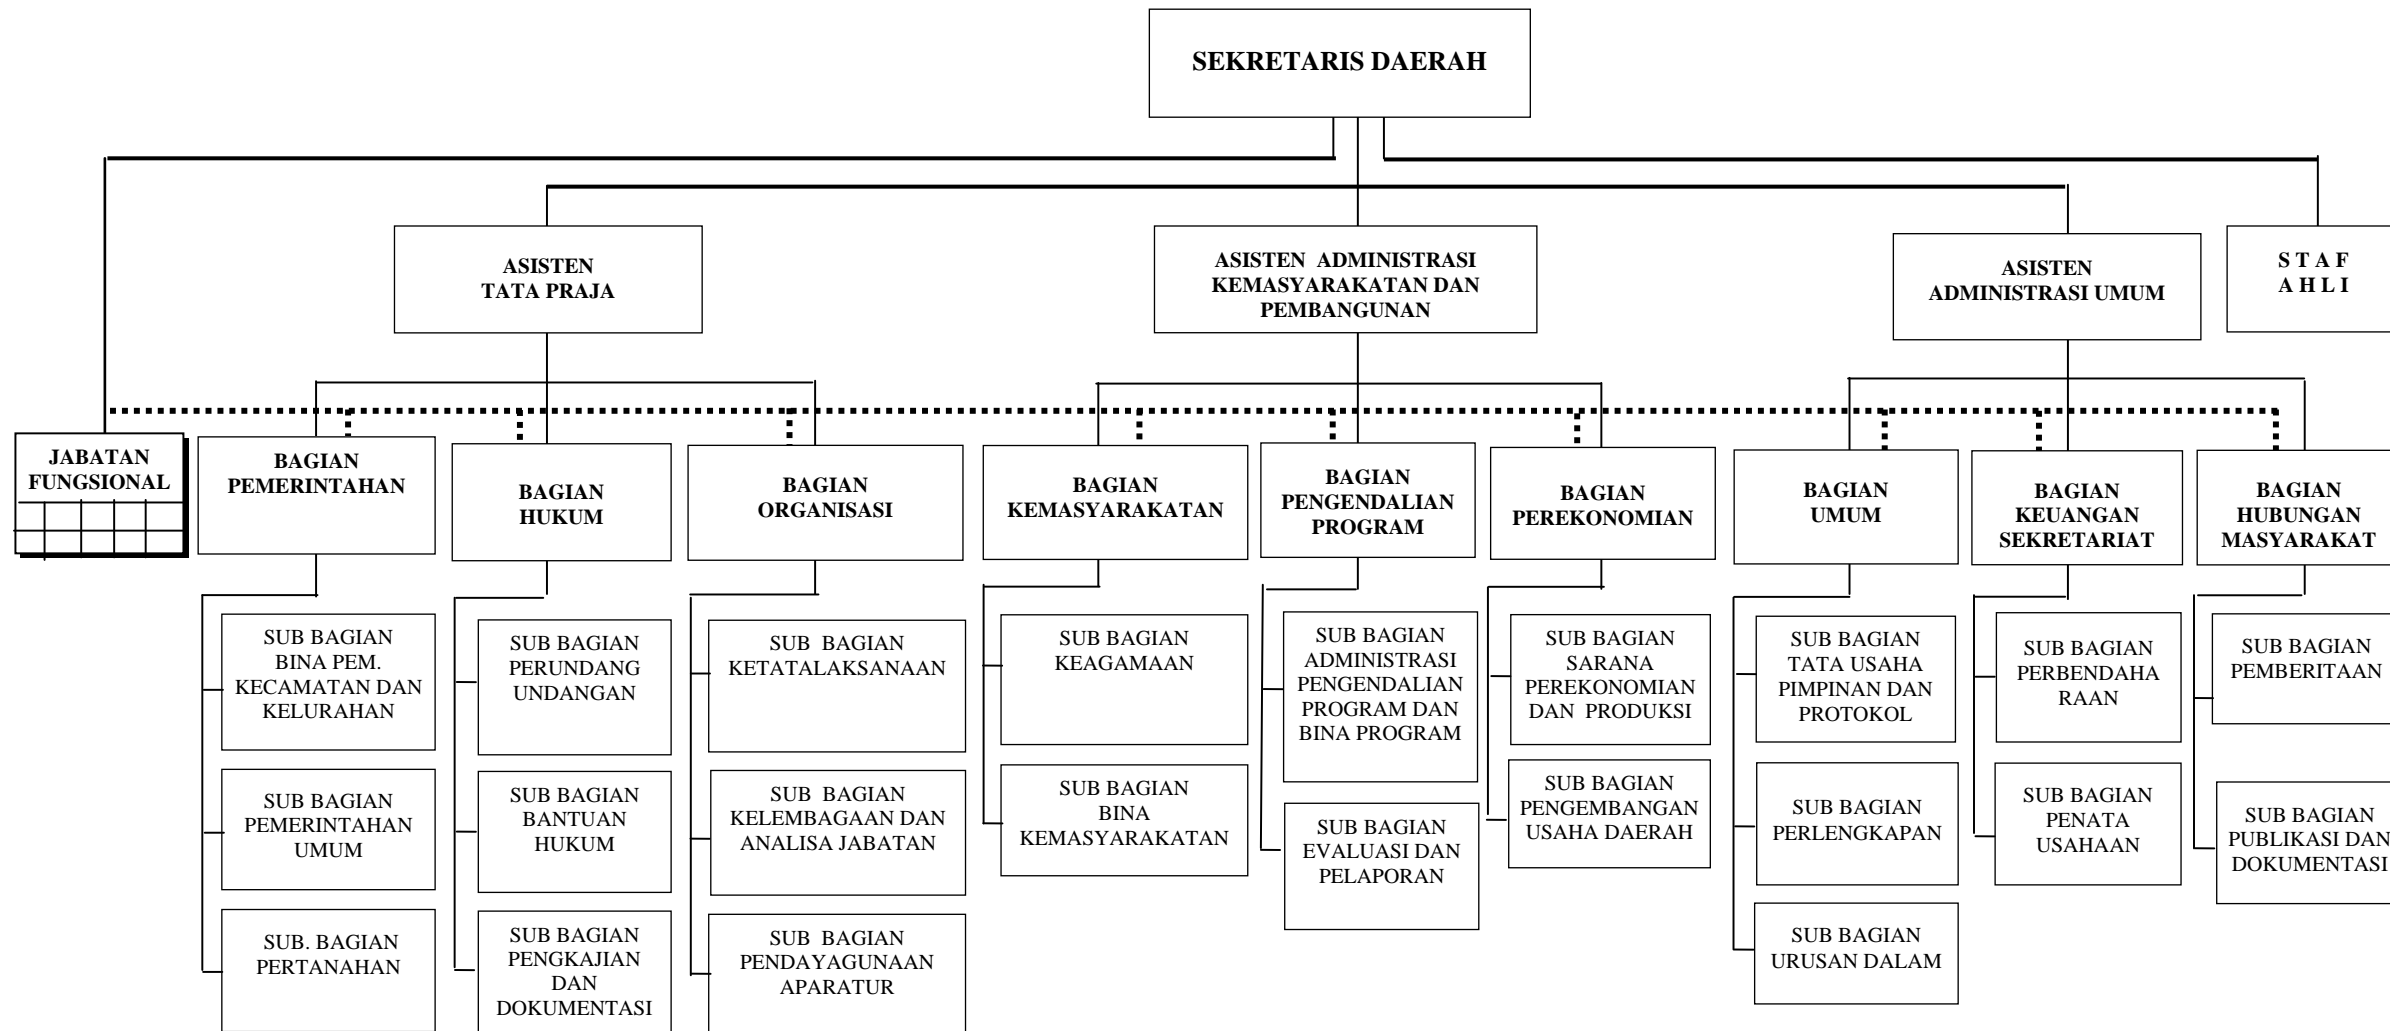 SEKRETARIS DAERAH
ASISTEN
TATA PRAJA
ASISTEN  ADMINISTRASI
KEMASYARAKATAN DAN
PEMBANGUNAN
ASISTEN
ADMINISTRASI UMUM
S T A F
A H L I
JABATAN
FUNGSIONAL
BAGIAN
PEMERINTAHAN
BAGIAN
HUKUM
BAGIAN
ORGANISASI
BAGIAN
KEMASYARAKATAN
BAGIAN
PENGENDALIAN
PROGRAM
BAGIAN
PEREKONOMIAN
BAGIAN
UMUM
BAGIAN
KEUANGAN
SEKRETARIAT
BAGIAN
HUBUNGAN
MASYARAKAT
SUB BAGIAN
BINA PEM.
KECAMATAN DAN
KELURAHAN
SUB BAGIAN
PERUNDANG
UNDANGAN
SUB  BAGIAN
KETATALAKSANAAN
SUB BAGIAN
KEAGAMAAN
SUB BAGIAN
ADMINISTRASI
PENGENDALIAN
PROGRAM DAN
BINA PROGRAM
SUB BAGIAN
SARANA
PEREKONOMIAN
DAN  PRODUKSI
SUB BAGIAN
TATA USAHA
PIMPINAN DAN
PROTOKOL
SUB BAGIAN
PERBENDAHA
RAAN
SUB BAGIAN
PEMBERITAAN
SUB BAGIAN
PEMERINTAHAN
UMUM
SUB BAGIAN
BANTUAN
HUKUM
SUB  BAGIAN
KELEMBAGAAN DAN
ANALISA JABATAN
SUB BAGIAN
BINA
KEMASYARAKATAN
SUB BAGIAN
EVALUASI DAN
PELAPORAN
SUB BAGIAN
PENGEMBANGAN
USAHA DAERAH
SUB BAGIAN
PERLENGKAPAN
SUB BAGIAN
PENATA
USAHAAN
SUB BAGIAN
PUBLIKASI DAN
DOKUMENTASI
SUB. BAGIAN
PERTANAHAN
SUB BAGIAN
PENGKAJIAN
DAN
DOKUMENTASI
SUB  BAGIAN
PENDAYAGUNAAN
APARATUR
SUB BAGIAN
URUSAN DALAM